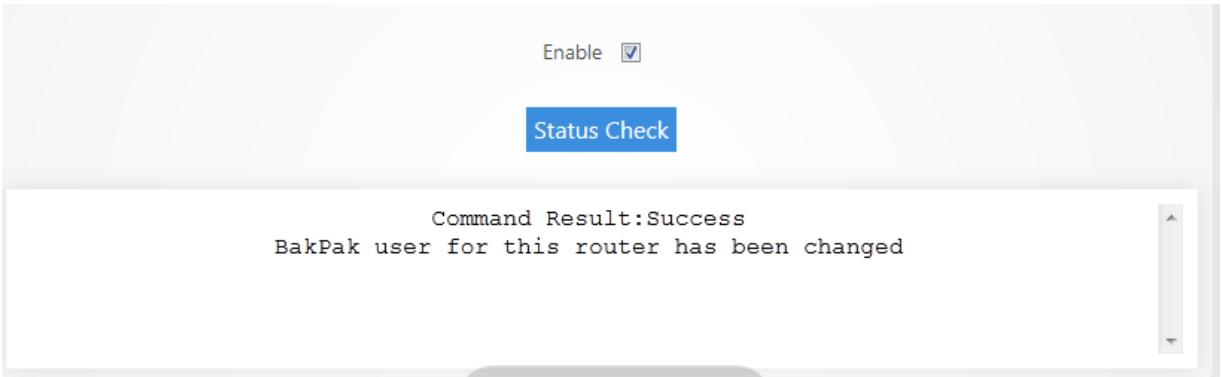 Enable
Status Check
Command Result:Success
BakPak user for this router has been changed